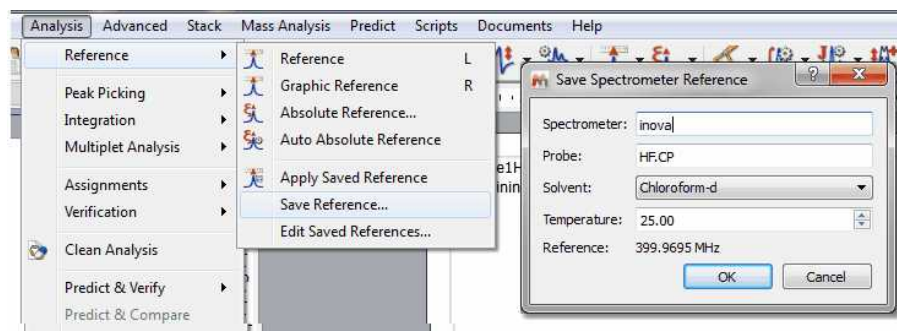 Analysis Advanced Stack Mass Analysis Predict Scripts Documents Help
Reference
Peak Picking
Integration
Multiplet Analysis
Assignments
Verification
Clean Analysis
Predict & Verify
Predict & Compare
Reference L
Graphic Reference R
Absolute Reference...
Auto Absolute Reference
Apply Saved Reference
Save Reference...
Edit Saved References...
e1H
inin
Save Spectrometer Reference
Spectrometer: inova
Probe: HF.CP
Solvent: Chloroform-d
Temperature: 25.00
Reference: 399.9695 MHz
OK Cancel